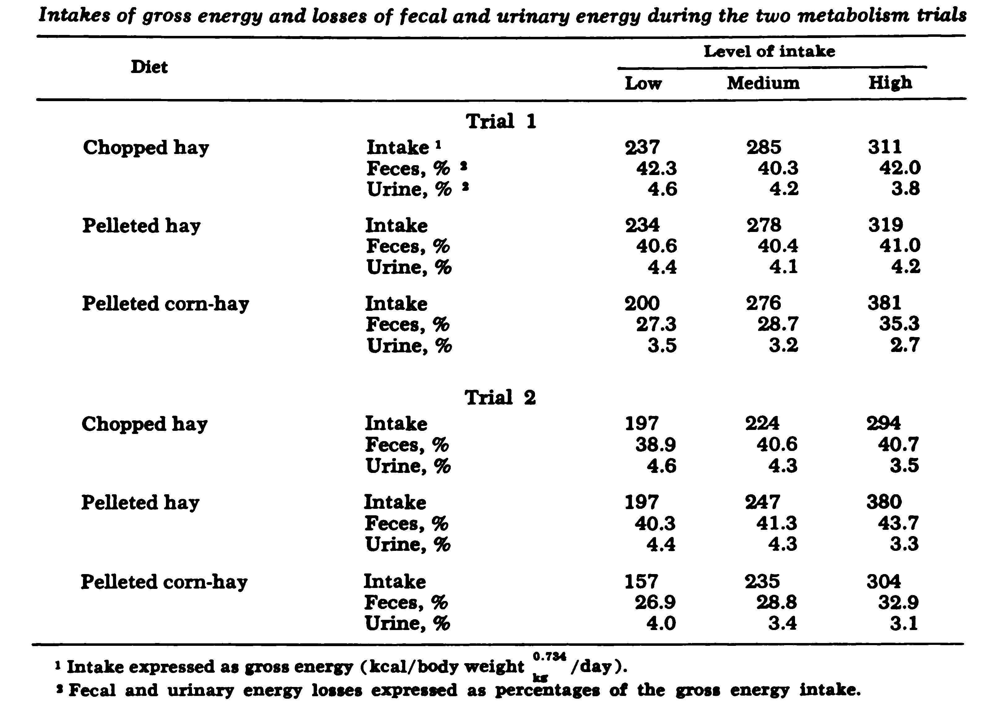 Intakes of gross energy and losses of fecal and urinary energy during the two metabolism trials
Diet
Level of intake
Low Medium High
Trial 1
Chopped hay Intake ¹ 237 285 311
Feces, % ² 42.3 40.3 42.0
Urine, % ² 4.6 4.2 3.8
Pelleted hay Intake 234 278 319
Feces, % 40.6 40.4 41.0
Urine, % 4.4 4.1 4.2
Pelleted corn-hay Intake 200 276 381
Feces, % 27.3 28.7 35.3
Urine, % 3.5 3.2 2.7
Trial 2
Chopped hay Intake 197 224 294
Feces, % 38.9 40.6 40.7
Urine, % 4.6 4.3 3.5
Pelleted hay Intake 197 247 380
Feces, % 40.3 41.3 43.7
Urine, % 4.4 4.3 3.3
Pelleted corn-hay Intake 157 235 304
Feces, % 26.9 28.8 32.9
Urine, % 4.0 3.4 3.1
¹ Intake expressed as gross energy (kcal/body weight kg 0.734 /day).
² Fecal and urinary energy losses expressed as percentages of the gross energy intake.